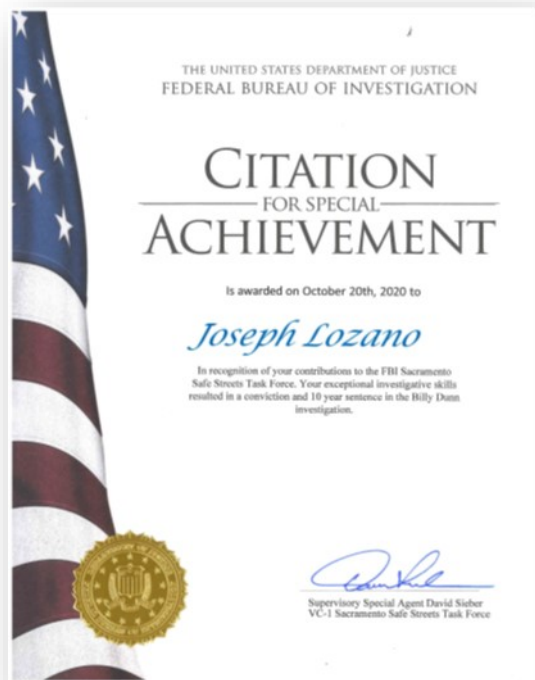 THE UNITED STATES DEPARTMENT OF JUSTICE
FEDERAL BUREAU OF INVESTIGATION
CITATION
FOR SPECIAL
ACHIEVEMENT
Is awarded on October 20th, 2020 to
Joseph Lozano
In recognition of your contributions to the FBI Sacramento
Safe Streets Task Force. Your exceptional investigative skills
resulted in a conviction and 10 year sentence in the Billy Dunn
investigation.
Supervisory Special Agent David Sieber
VC-1 Sacramento Safe Streets Task Force